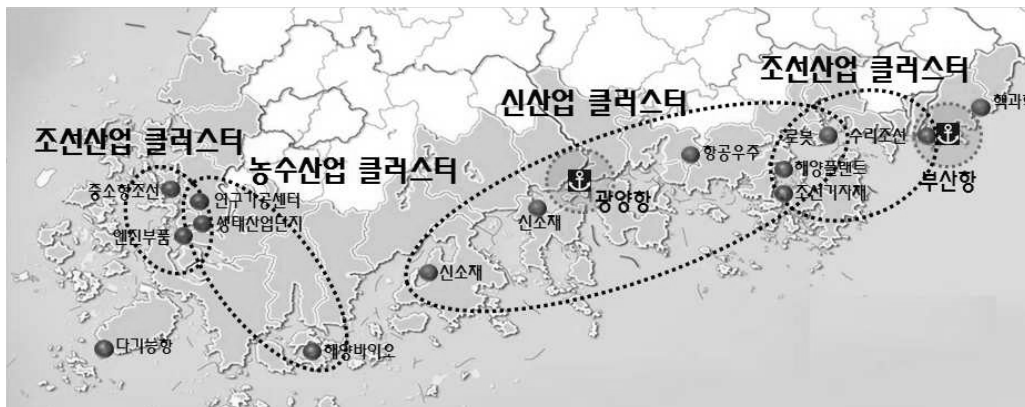 조선산업 클러스터
신산업 클러스터
조선산업 클러스터
농수산업 클러스터
중소형조선
연구가공센터
생태산업단지
엔진부품
다기능항
해양바이오
신소재
신소재
광양항
항공우주
로봇
수리조선
해양플랜트
조선기자재
부산항